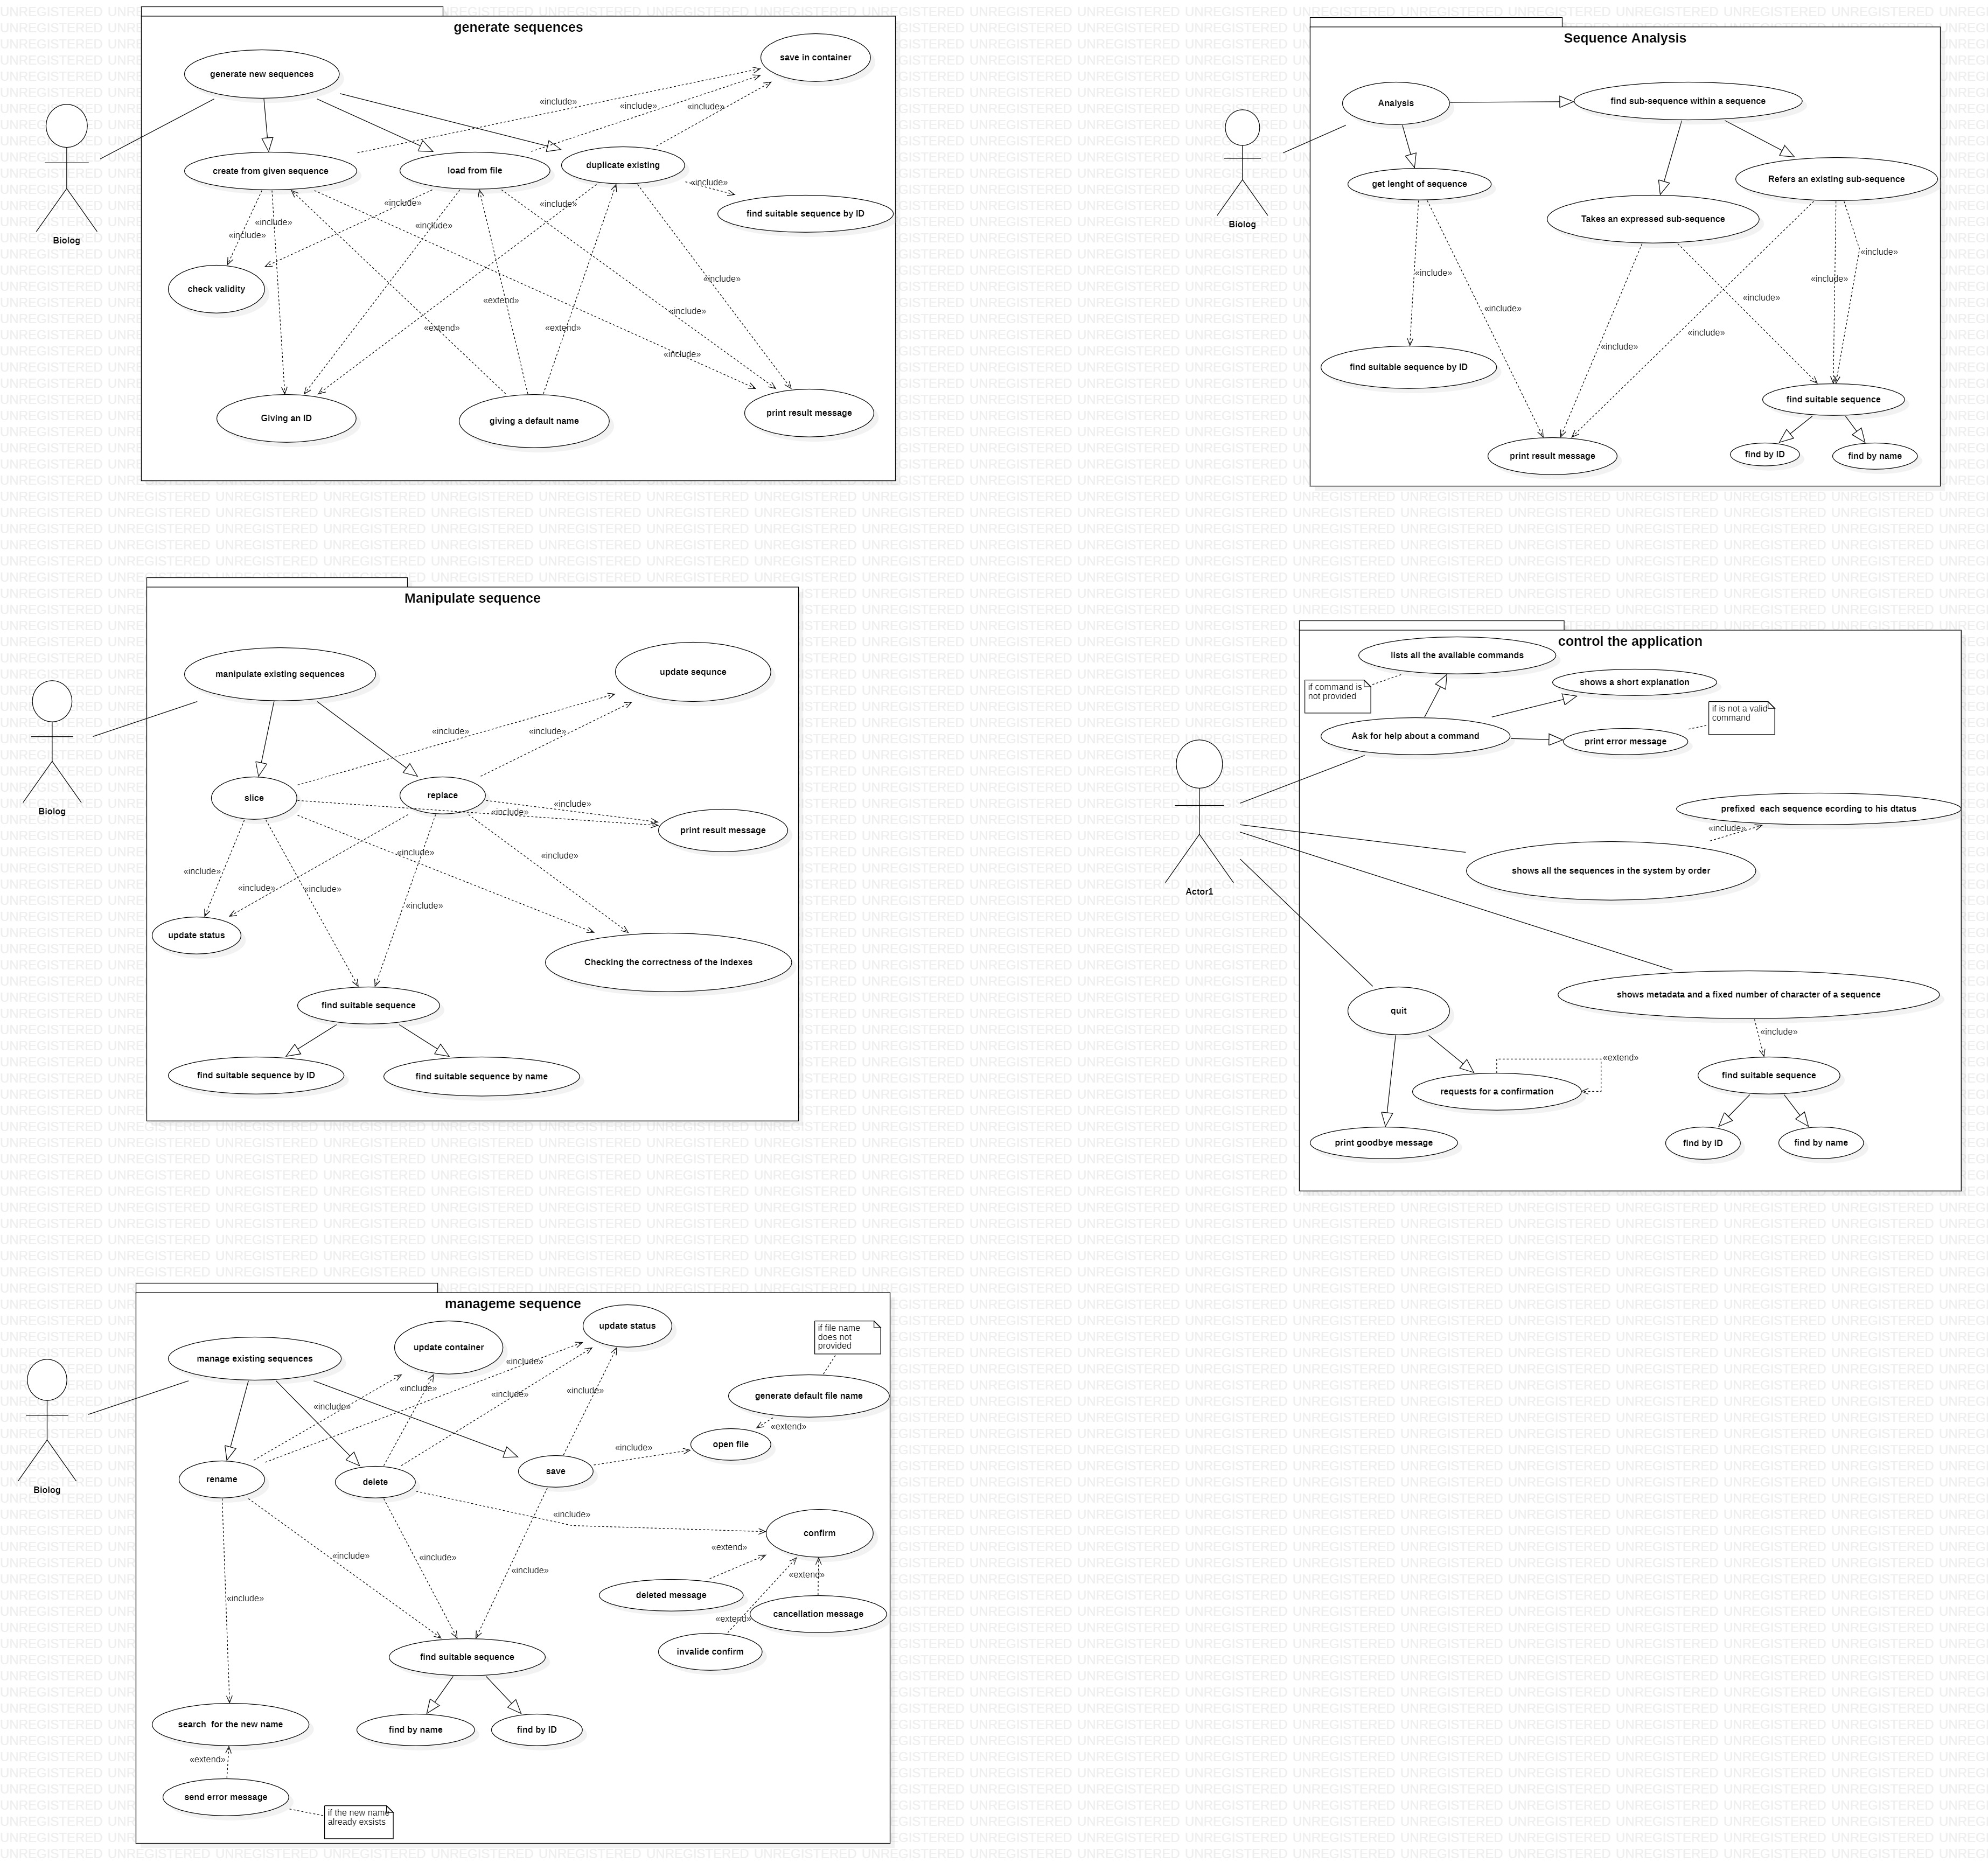 generate sequences
generate new sequences
save in container
«include»
«include»
«include»
create from given sequence
load from file
duplicate existing
«include»
find suitable sequence by ID
Biolog
«include»
«include»
«include»
«include»
«include»
check validity
«include»
«extend»
«include»
«extend»
«extend»
«include»
Giving an ID
giving a default name
print result message
Sequence Analysis
Analysis
find sub-sequence within a sequence
get lenght of sequence
Refers an existing sub-sequence
Takes an expressed sub-sequence
Biolog
«include»
«include»
«include»
«include»
«include»
«include»
«include»
find suitable sequence by ID
find suitable sequence
print result message
find by ID
find by name
Manipulate sequence
manipulate existing sequences
update sequnce
«include»
«include»
Biolog
slice
replace
«include»
«include»
print result message
«include»
«include»
«include»
«include»
«include»
«include»
update status
Checking the correctness of the indexes
find suitable sequence
find suitable sequence by ID
find suitable sequence by name
control the application
lists all the available commands
if command is
not provided
shows a short explanation
if is not a valid
command
Ask for help about a command
print error message
prefixed  each sequence ecording to his dtatus
«include»
shows all the sequences in the system by order
Actor1
shows metadata and a fixed number of character of a sequence
quit
«include»
«extend»
requests for a confirmation
find suitable sequence
print goodbye message
find by ID
find by name
manageme sequence
update status
if file name
does not
provided
manage existing sequences
update container
«include»
«include»
«include»
«include»
«include»
generate default file name
«extend»
open file
«include»
rename
delete
save
Biolog
«include»
confirm
«extend»
«include»
«include»
«include»
«extend»
deleted message
«include»
cancellation message
«extend»
invalide confirm
find suitable sequence
search  for the new name
find by name
find by ID
«extend»
send error message
if the new name
already exsists